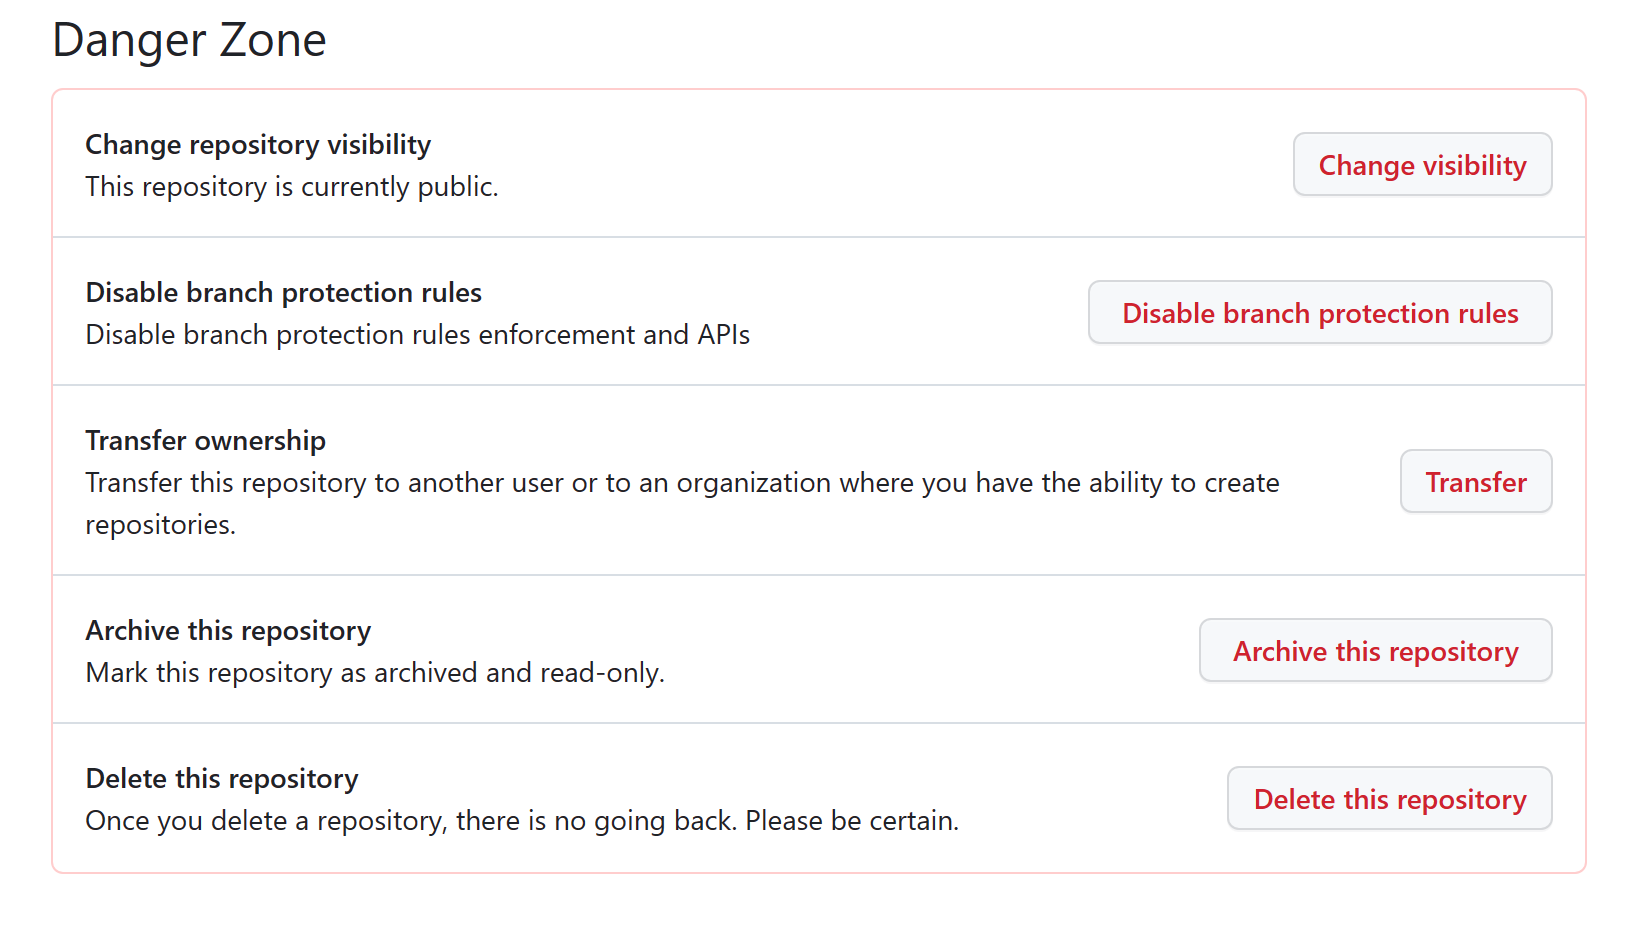 Danger Zone
Change repository visibility
This repository is currently public.
Change visibility
Disable branch protection rules
Disable branch protection rules enforcement and APIs
Disable branch protection rules
Transfer ownership
Transfer this repository to another user or to an organization where you have the ability to create
repositories.
Transfer
Archive this repository
Mark this repository as archived and read-only.
Archive this repository
Delete this repository
Once you delete a repository, there is no going back. Please be certain.
Delete this repository